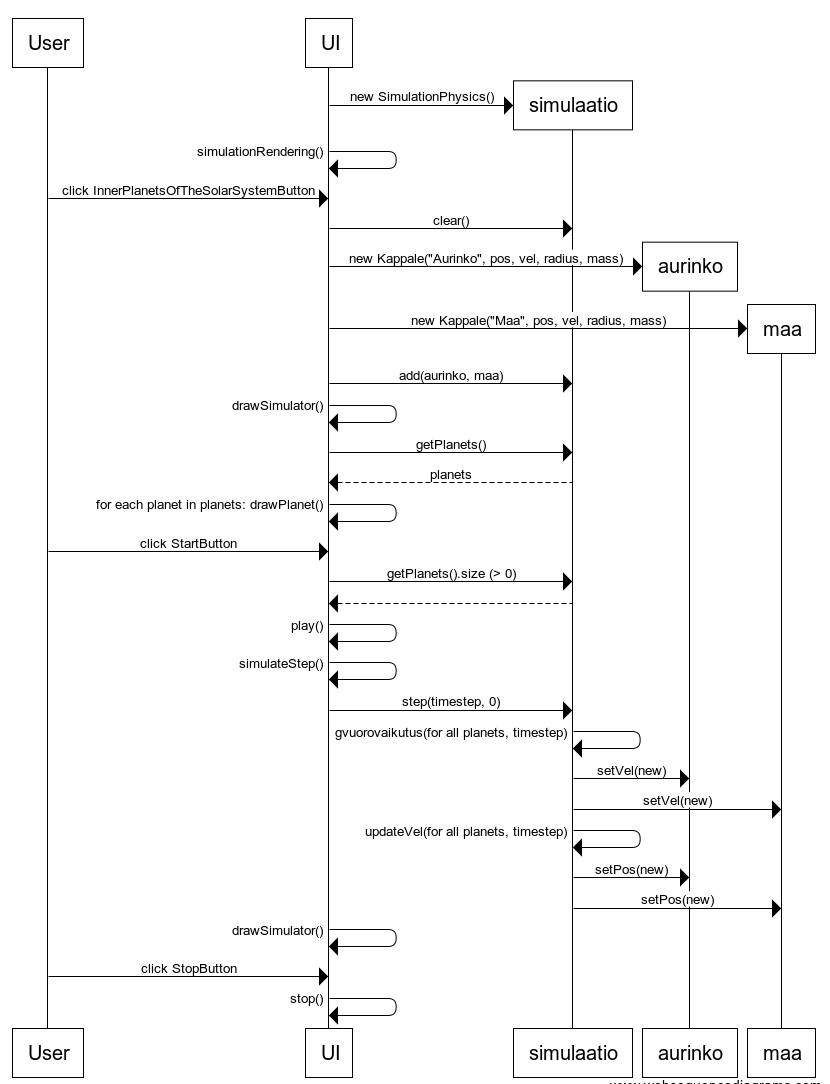 User
UI
new SimulationPhysics()
simulaatio
simulationRendering()
click InnerPlanetsOfTheSolarSystemButton
clear()
new Kappale("Aurinko", pos, vel, radius, mass)
aurinko
new Kappale("Maa", pos, vel, radius, mass)
maa
add(aurinko, maa)
drawSimulator()
getPlanets()
planets
for each planet in planets: drawPlanet()
click StartButton
getPlanets().size (> 0)
play()
simulateStep()
step(timestep, 0)
gvuorovaikutus(for all planets, timestep)
setVel(new)
setVel(new)
updateVel(for all planets, timestep)
setPos(new)
setPos(new)
drawSimulator()
click StopButton
stop()
User
UI
simulaatio
aurinko
maa
www.websequencediagrams.com